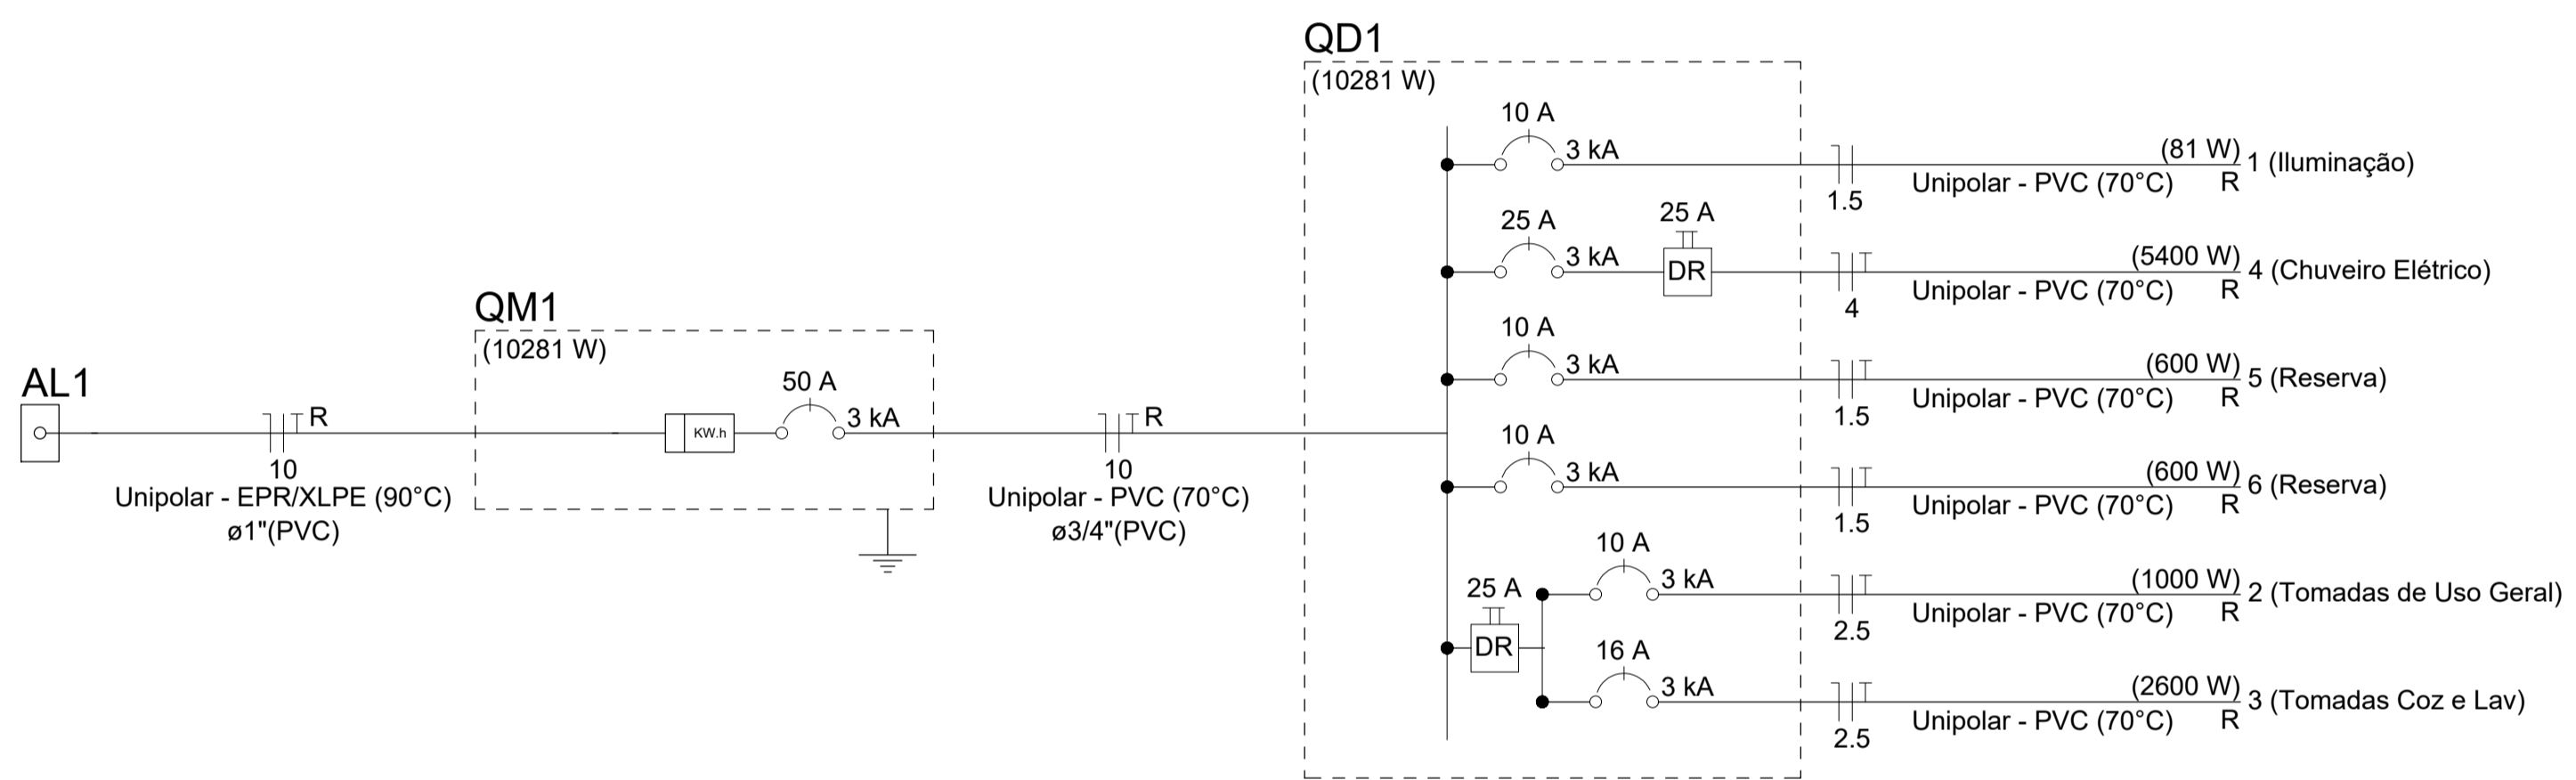 AL1
R
10
Unipolar - EPR/XLPE (90°C)
ø1"(PVC)
QM1
(10281 W)
KW.h
50 A
3 kA
R
10
Unipolar - PVC (70°C)
ø3/4"(PVC)
QD1
(10281 W)
10 A
3 kA
1.5
(81 W)
Unipolar - PVC (70°C)
R
1 (Iluminação)
25 A
3 kA
25 A
DR
4
(5400 W)
Unipolar - PVC (70°C)
R
4 (Chuveiro Elétrico)
10 A
3 kA
1.5
(600 W)
Unipolar - PVC (70°C)
R
5 (Reserva)
10 A
3 kA
1.5
(600 W)
Unipolar - PVC (70°C)
R
6 (Reserva)
25 A
DR
10 A
3 kA
2.5
(1000 W)
Unipolar - PVC (70°C)
R
2 (Tomadas de Uso Geral)
16 A
3 kA
2.5
(2600 W)
Unipolar - PVC (70°C)
R
3 (Tomadas Coz e Lav)